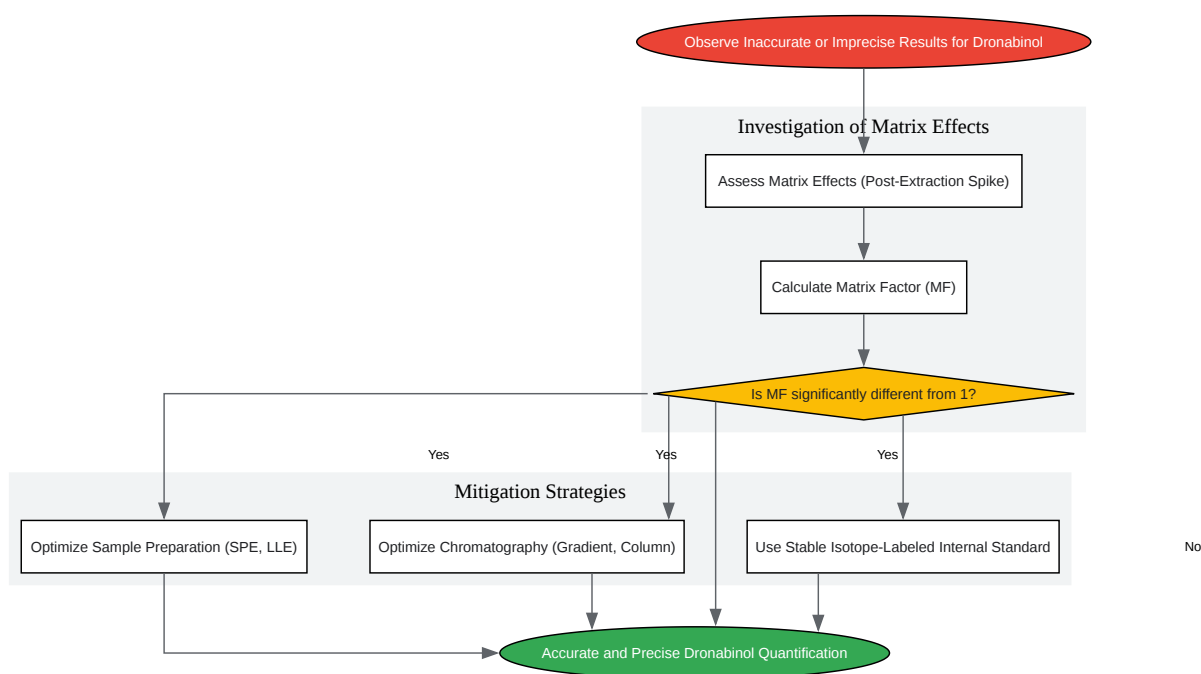 Observe Inaccurate or Imprecise Results for Dronabinol
Investigation of Matrix Effects
Assess Matrix Effects (Post-Extraction Spike)
Calculate Matrix Factor (MF)
Is MF significantly different from 1?
Yes
Yes
Yes
Mitigation Strategies
Optimize Sample Preparation (SPE, LLE)
Optimize Chromatography (Gradient, Column)
Use Stable Isotope-Labeled Internal Standard
No
Accurate and Precise Dronabinol Quantification